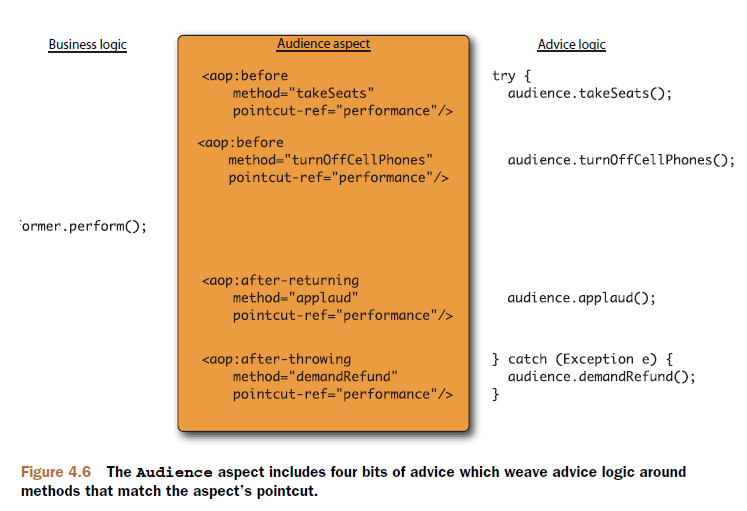 Business logic
Audience aspect
Advice logic
<aop:before
method="takeSeats"
pointcut-ref="performance"/>
try {
audience.takeSeats();
<aop:before
method="turnOffCellPhones"
pointcut-ref="performance"/>
audience.turnOffCellPhones();
ormer.perform();
<aop:after-returning
method="applaud"
pointcut-ref="performance"/>
audience.applaud();
<aop:after-throwing
method="demandRefund"
pointcut-ref="performance"/>
} catch (Exception e) {
audience.demandRefund();
}
Figure 4.6 The Audience aspect includes four bits of advice which weave advice logic around
methods that match the aspect's pointcut.